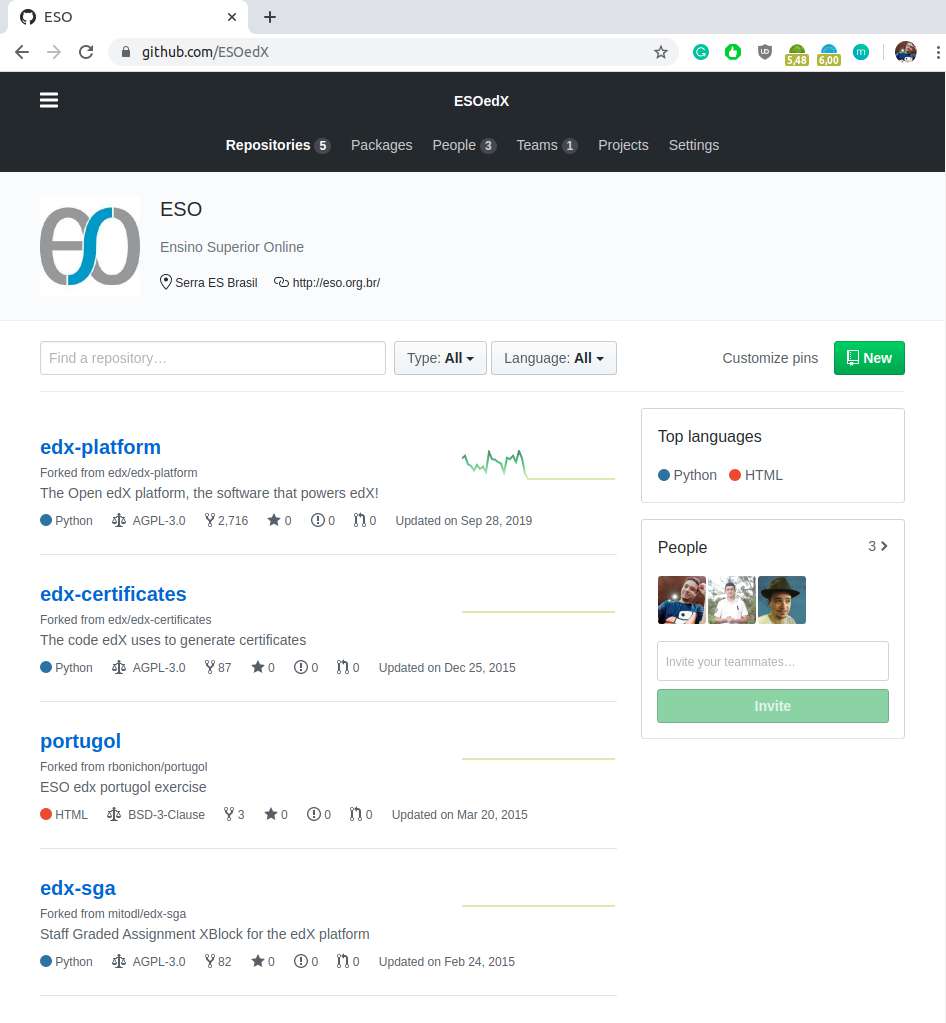 ESO
github.com/ESOedX
5,48
6,00
ESOedX
Repositories 5 Packages People 3 Teams 1 Projects Settings
eso
ESO
Ensino Superior Online
Serra ES Brasil http://eso.org.br/
Find a repository… Type: All Language: All Customize pins New
edx-platform
Forked from edx/edx-platform
The Open edX platform, the software that powers edX!
Python AGPL-3.0 2,716 0 0 0 Updated on Sep 28, 2019
edx-certificates
Forked from edx/edx-certificates
The code edX uses to generate certificates
Python AGPL-3.0 87 0 0 0 Updated on Dec 25, 2015
portugol
Forked from rbonichon/portugol
ESO edx portugol exercise
HTML BSD-3-Clause 3 0 0 0 Updated on Mar 20, 2015
edx-sga
Forked from mitodl/edx-sga
Staff Graded Assignment XBlock for the edX platform
Python AGPL-3.0 82 0 0 0 Updated on Feb 24, 2015
Top languages
Python HTML
People 3
Invite your teammates…
Invite